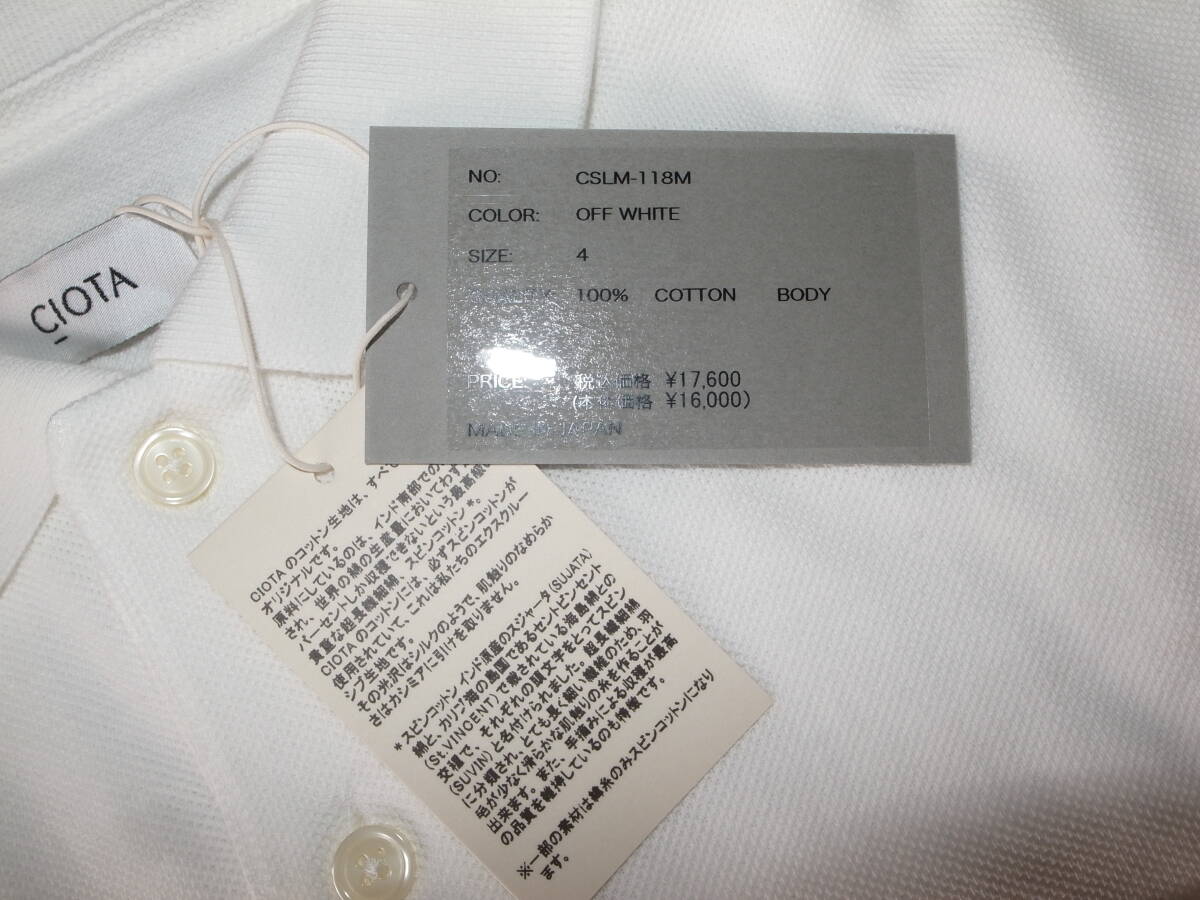 CIOTA
NO: CSLM-118M
COLOR: OFF WHITE
SIZE: 4
100% COTTON BODY
PRICE 税込価格 ¥17,600
(本体価格 ¥16,000)
MADE IN JAPAN
CIOTA のコットン生地は、すべて
オリジナルです。
原料にしているのは、インド南部での
され、世界の綿の生産量においてわず
パーセントしか収穫できないという最高級
貴重な超長綿細綿、スビンコットン*。
CIOTA のコットンには、必ずスビンコットンが
使用されていて、これは私たちのエクスクルー
シブ生地です。
その光沢はシルクのようで、肌触りのなめらか
さはカシミアに引けを取りません。
*スビンコットン インド原産のスジャータ (SUJATA)
綿と、カリブ海の島国であるセントビンセント
(St.VINCENT) で栽されている海島綿との
交種で、それぞれの頭文字をとってスビン
(SUVIN) と名付けられました。超長繊細綿
に分類され、とても長く細い繊維のため、羽
毛が少なく滑らかな肌触りの糸を作ることが
出来ます。また、手摘みによる収穫が最高
の品質を維持しているのも特徴です。
※一部の素材は緯糸のみスビンコットンになり
ます。